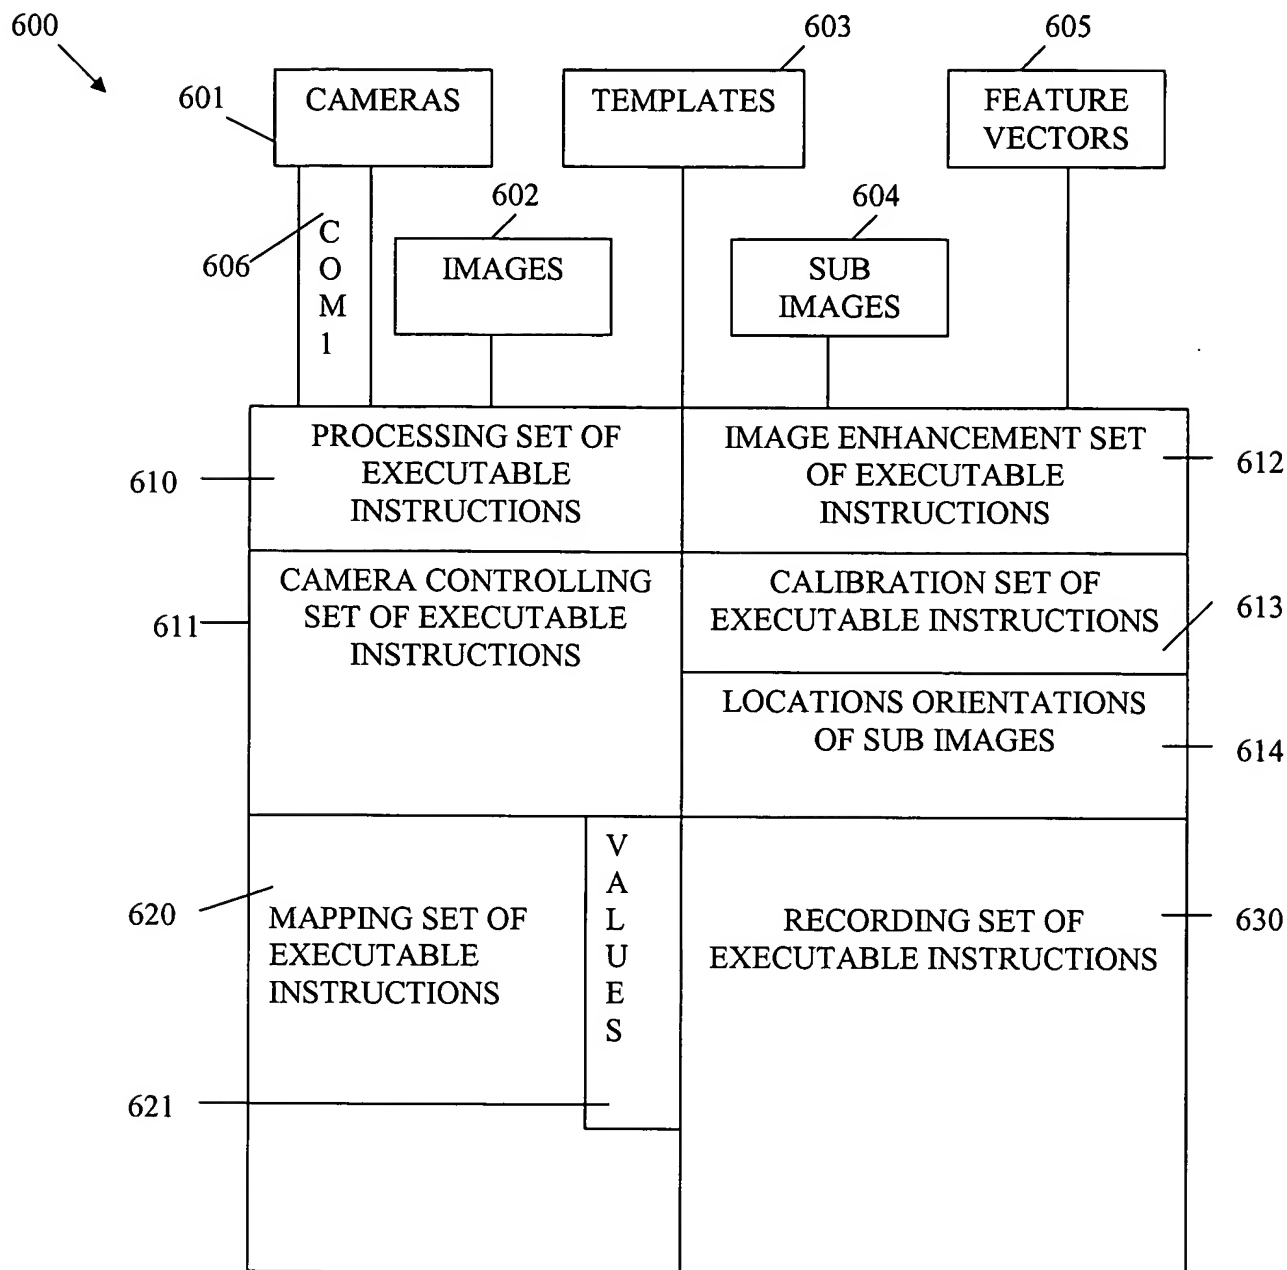 600
603
605
601
CAMERAS
TEMPLATES
FEATURE
VECTORS
602
604
606
C
O
M
1
IMAGES
SUB
IMAGES
610
PROCESSING SET OF
EXECUTABLE
INSTRUCTIONS
IMAGE ENHANCEMENT SET
OF EXECUTABLE
INSTRUCTIONS
612
611
CAMERA CONTROLLING
SET OF EXECUTABLE
INSTRUCTIONS
CALIBRATION SET OF
EXECUTABLE INSTRUCTIONS
613
LOCATIONS ORIENTATIONS
OF SUB IMAGES
614
620
MAPPING SET OF
EXECUTABLE
INSTRUCTIONS
V
A
L
U
E
S
621
RECORDING SET OF
EXECUTABLE INSTRUCTIONS
630